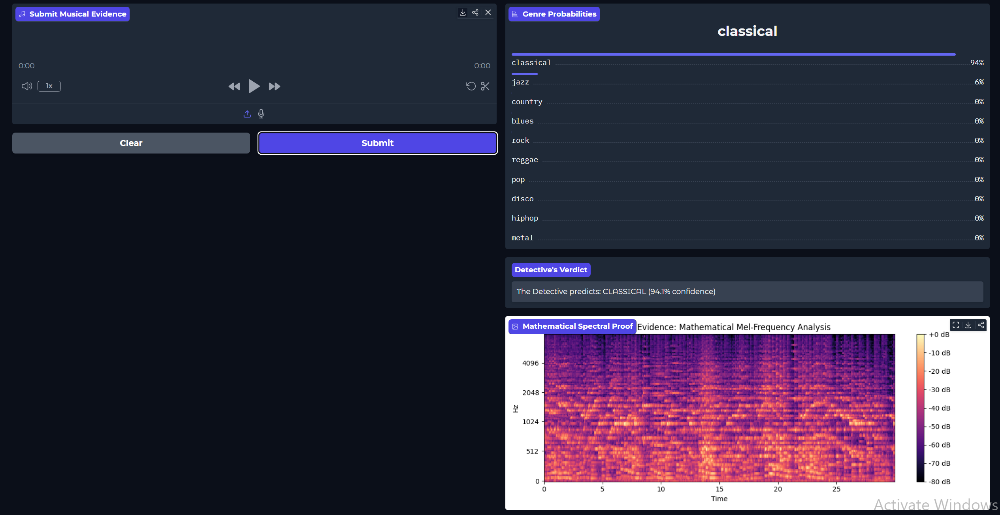 Submit Musical Evidence
0:00
0:00
1x
Clear
Submit
Genre Probabilities
classical
classical 94%
jazz 6%
country 0%
blues 0%
rock 0%
reggae 0%
pop 0%
disco 0%
hiphop 0%
metal 0%
Detective's Verdict
The Detective predicts: CLASSICAL (94.1% confidence)
Mathematical Spectral Proof
Evidence: Mathematical Mel-Frequency Analysis
Hz
4096
2048
1024
512
0
0 5 10 15 20 25
Time
+0 dB
-10 dB
-20 dB
-30 dB
-40 dB
-50 dB
-60 dB
-70 dB
-80 dB
Activate Windows